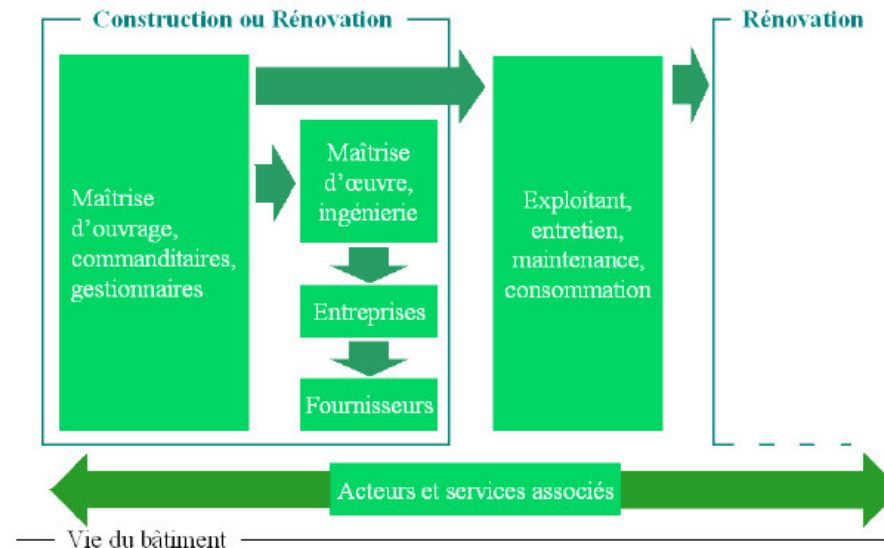 Construction ou Rénovation
Rénovation
Maîtrise
d'ouvrage,
commanditaires,
gestionnaires
Maîtrise
d'œuvre,
ingénierie
Entreprises
Fournisseurs
Exploitant,
entretien,
maintenance,
consommation
Acteurs et services associés
Vie du bâtiment